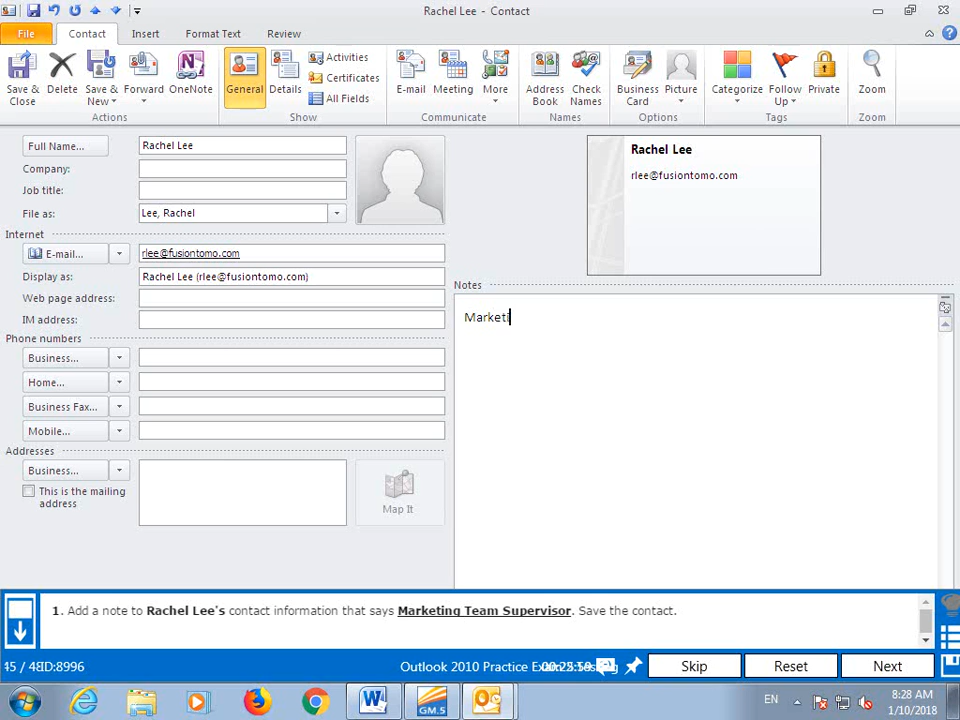 Rachel Lee - Contact
File
Contact
Insert
Format Text
Review
Save & Close
Delete
Save & New
Forward
OneNote
Actions
General
Details
Activities
Certificates
All Fields
Show
E-mail
Meeting
More
Communicate
Address Book
Check Names
Names
Business Card
Picture
Options
Categorize
Follow Up
Private
Tags
Zoom
Zoom
Full Name...
Rachel Lee
Company:
Job title:
File as:
Lee, Rachel
Internet
E-mail...
rlee@fusiontomo.com
Display as:
Rachel Lee (rlee@fusiontomo.com)
Web page address:
IM address:
Phone numbers
Business...
Home...
Business Fax...
Mobile...
Addresses
Business...
This is the mailing
address
Map It
Rachel Lee
rlee@fusiontomo.com
Notes
Marketi
1. Add a note to Rachel Lee's contact information that says Marketing Team Supervisor. Save the contact.
45 / 48 ID:8996
Outlook 2010 Practice Exam
Skip
Reset
Next
GM.5
EN
8:28 AM
1/10/2018